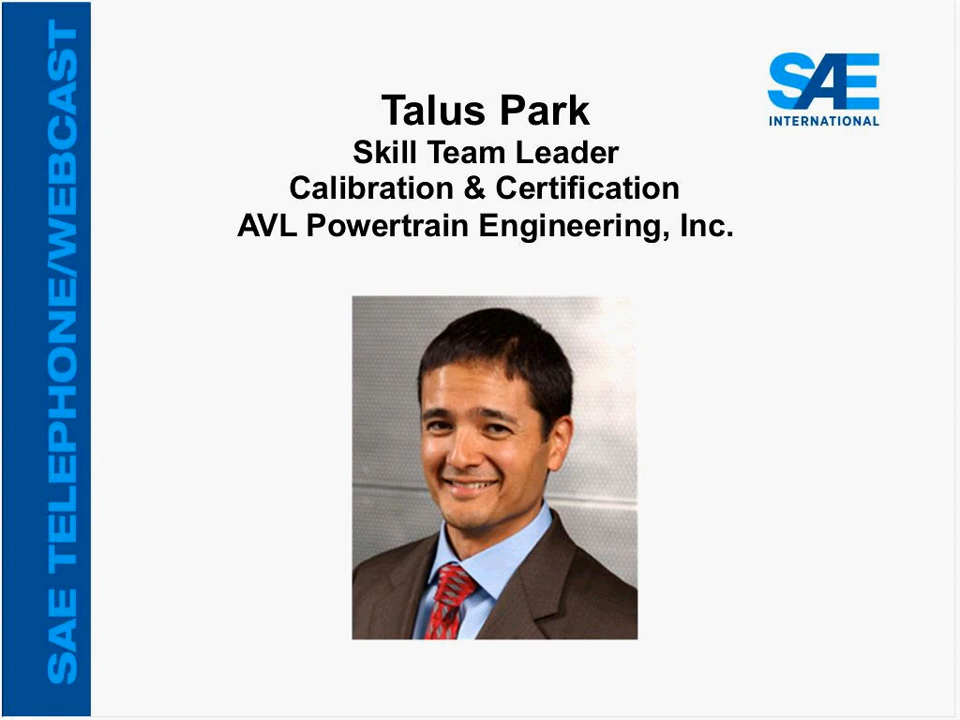 SAE TELEPHONE/WEBCAST
SAE
INTERNATIONAL
Talus Park
Skill Team Leader
Calibration & Certification
AVL Powertrain Engineering, Inc.